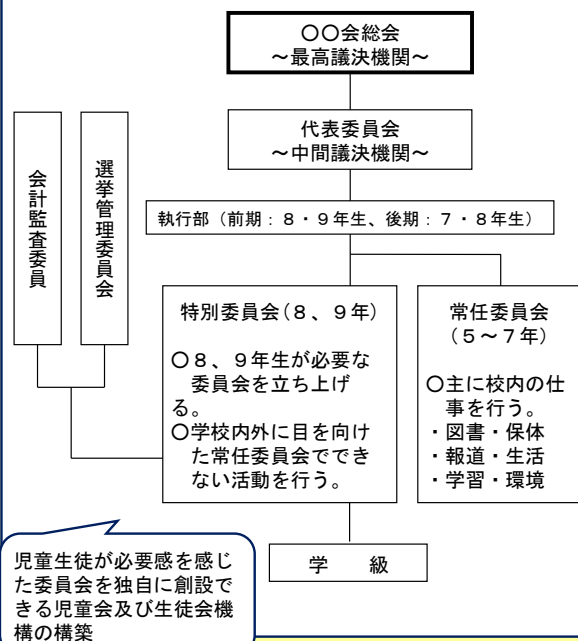 〇〇会総会
～最高議決機関～
代表委員会
～中間議決機関～
会計監査委員
選挙管理委員会
執行部（前期：８・９年生、後期：７・８年生）
特別委員会（８、９年）
〇８、９年生が必要な
委員会を立ち上げ
る。
〇学校内外に目を向け
た常任委員会ででき
ない活動を行う。
常任委員会
（５～７年）
〇主に校内の仕
事を行う。
・図書・保体
・報道・生活
・学習・環境
学　級
児童生徒が必要感を感じ
た委員会を独自に創設で
きる児童会及び生徒会機
構の構築